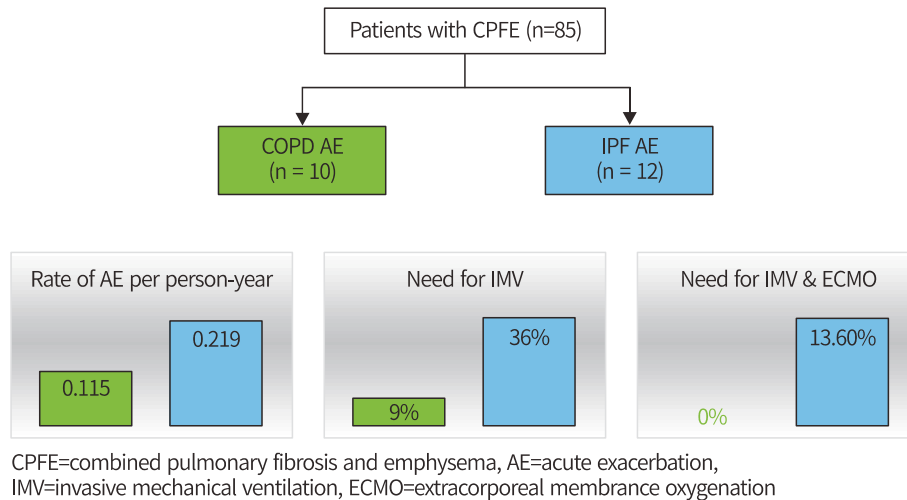 Patients with CPFE (n=85)
COPD AE
(n = 10)
IPF AE
(n = 12)
Rate of AE per person-year
0.115
0.219
Need for IMV
9%
36%
Need for IMV & ECMO
0%
13.60%
CPFE=combined pulmonary fibrosis and emphysema, AE=acute exacerbation,
IMV=invasive mechanical ventilation, ECMO=extracorporeal membrane oxygenation